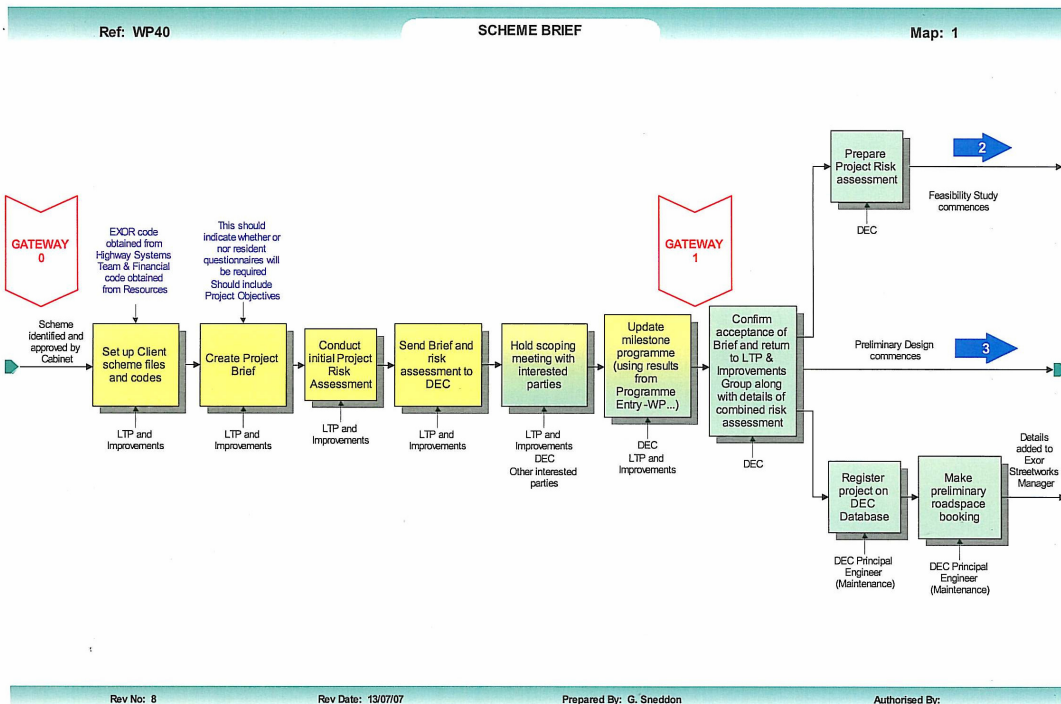 Ref: WP40
SCHEME BRIEF
Map: 1
GATEWAY
0
Scheme
identified and
approved by
Cabinet
EXOR code
obtained from
Highway Systems
Team & Financial
code obtained
from Resources
Set up Client
scheme files
and codes
LTP and
Improvements
This should
indicate whether or
nor resident
questionnaires will
be required
Should include
Project Objectives
Create Project
Brief
LTP and
Improvements
Conduct
initial Project
Risk
Assessment
LTP and
Improvements
Send Brief and
risk
assessment to
DEC
LTP and
Improvements
Hold scoping
meeting with
interested
parties
LTP and
Improvements
DEC
Other interested
parties
Update
milestone
programme
(using results
from
Programme
Entry -WP...)
DEC
LTP and
Improvements
GATEWAY
1
Confirm
acceptance of
Brief and return
to LTP &
Improvements
Group along
with details of
combined risk
assessment
DEC
Prepare
Project Risk
assessment
DEC
2
Feasibility Study
commences
Preliminary Design
commences
3
Register
project on
DEC
Database
DEC Principal
Engineer
(Maintenance)
Make
preliminary
roadspace
booking
DEC Principal
Engineer
(Maintenance)
Details
added to
Exor
Streetworks
Manager
Rev No: 8
Rev Date: 13/07/07
Prepared By: G. Sneddon
Authorised By: